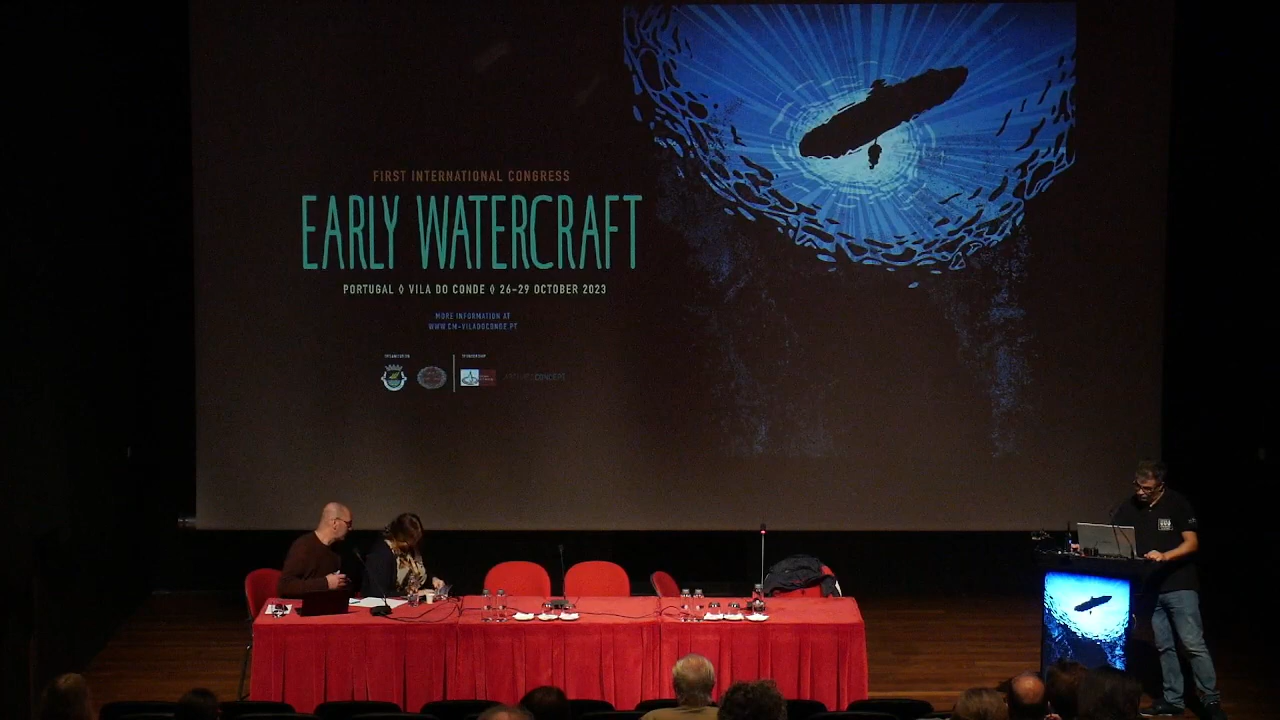 FIRST INTERNATIONAL CONGRESS
EARLY WATERCRAFT
PORTUGAL ◊ VILA DO CONDE ◊ 26-29 OCTOBER 2023
MORE INFORMATION AT
WWW.CM-VILADOCONDE.PT